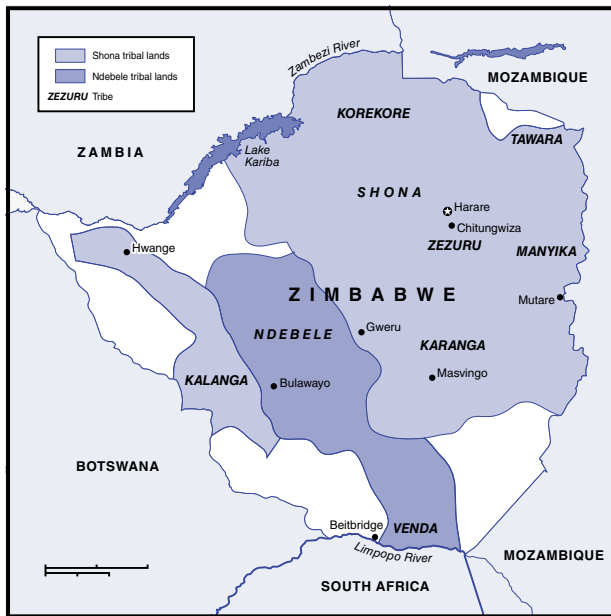 Shona tribal lands
Ndebele tribal lands
ZEZURU Tribe
Zambezi River
MOZAMBIQUE
KOREKORE
TAWARA
ZAMBIA
Lake
Kariba
SHONA
Harare
Chitungwiza
ZEZURU
MANYIKA
Hwange
ZIMBABWE
Mutare
NDEBELE
Gweru
KARANGA
KALANGA
Bulawayo
Masvingo
BOTSWANA
Beitbridge
VENDA
Limpopo River
MOZAMBIQUE
SOUTH AFRICA